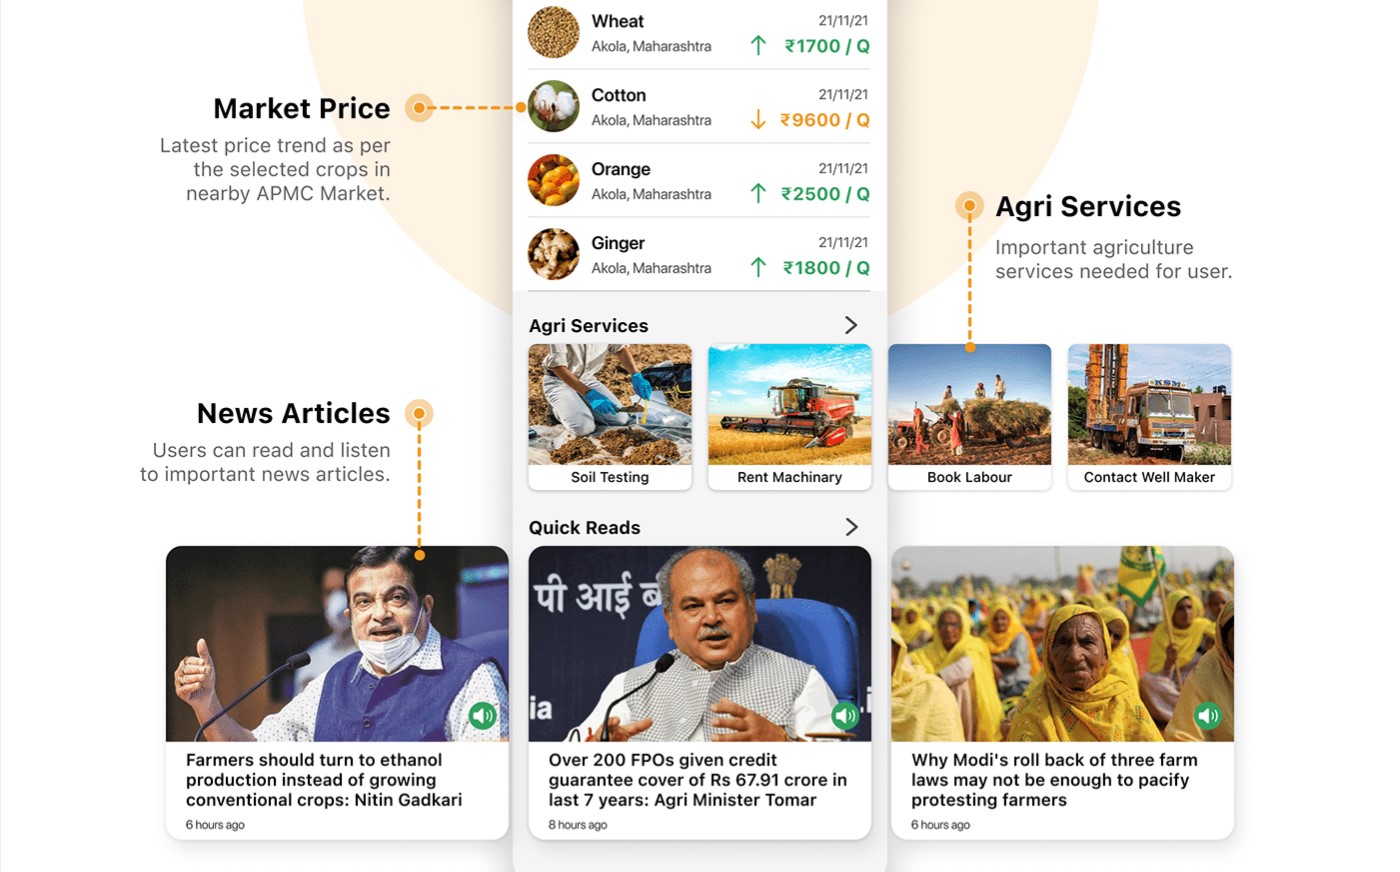 Wheat
21/11/21
Akola, Maharashtra
₹1700 / Q
Market Price
Latest price trend as per
the selected crops in
nearby APMC Market.
Cotton
21/11/21
Akola, Maharashtra
₹9600 / Q
Orange
21/11/21
Akola, Maharashtra
₹2500 / Q
Ginger
21/11/21
Akola, Maharashtra
₹1800 / Q
Agri Services
Important agriculture
services needed for user.
Agri Services
Soil Testing
Rent Machinary
Book Labour
KSM
Contact Well Maker
News Articles
Users can read and listen
to important news articles.
Quick Reads
Farmers should turn to ethanol
production instead of growing
conventional crops: Nitin Gadkari
6 hours ago
पी आई ब
ia
.i
Over 200 FPOs given credit
guarantee cover of Rs 67.91 crore in
last 7 years: Agri Minister Tomar
8 hours ago
Why Modi's roll back of three farm
laws may not be enough to pacify
protesting farmers
6 hours ago